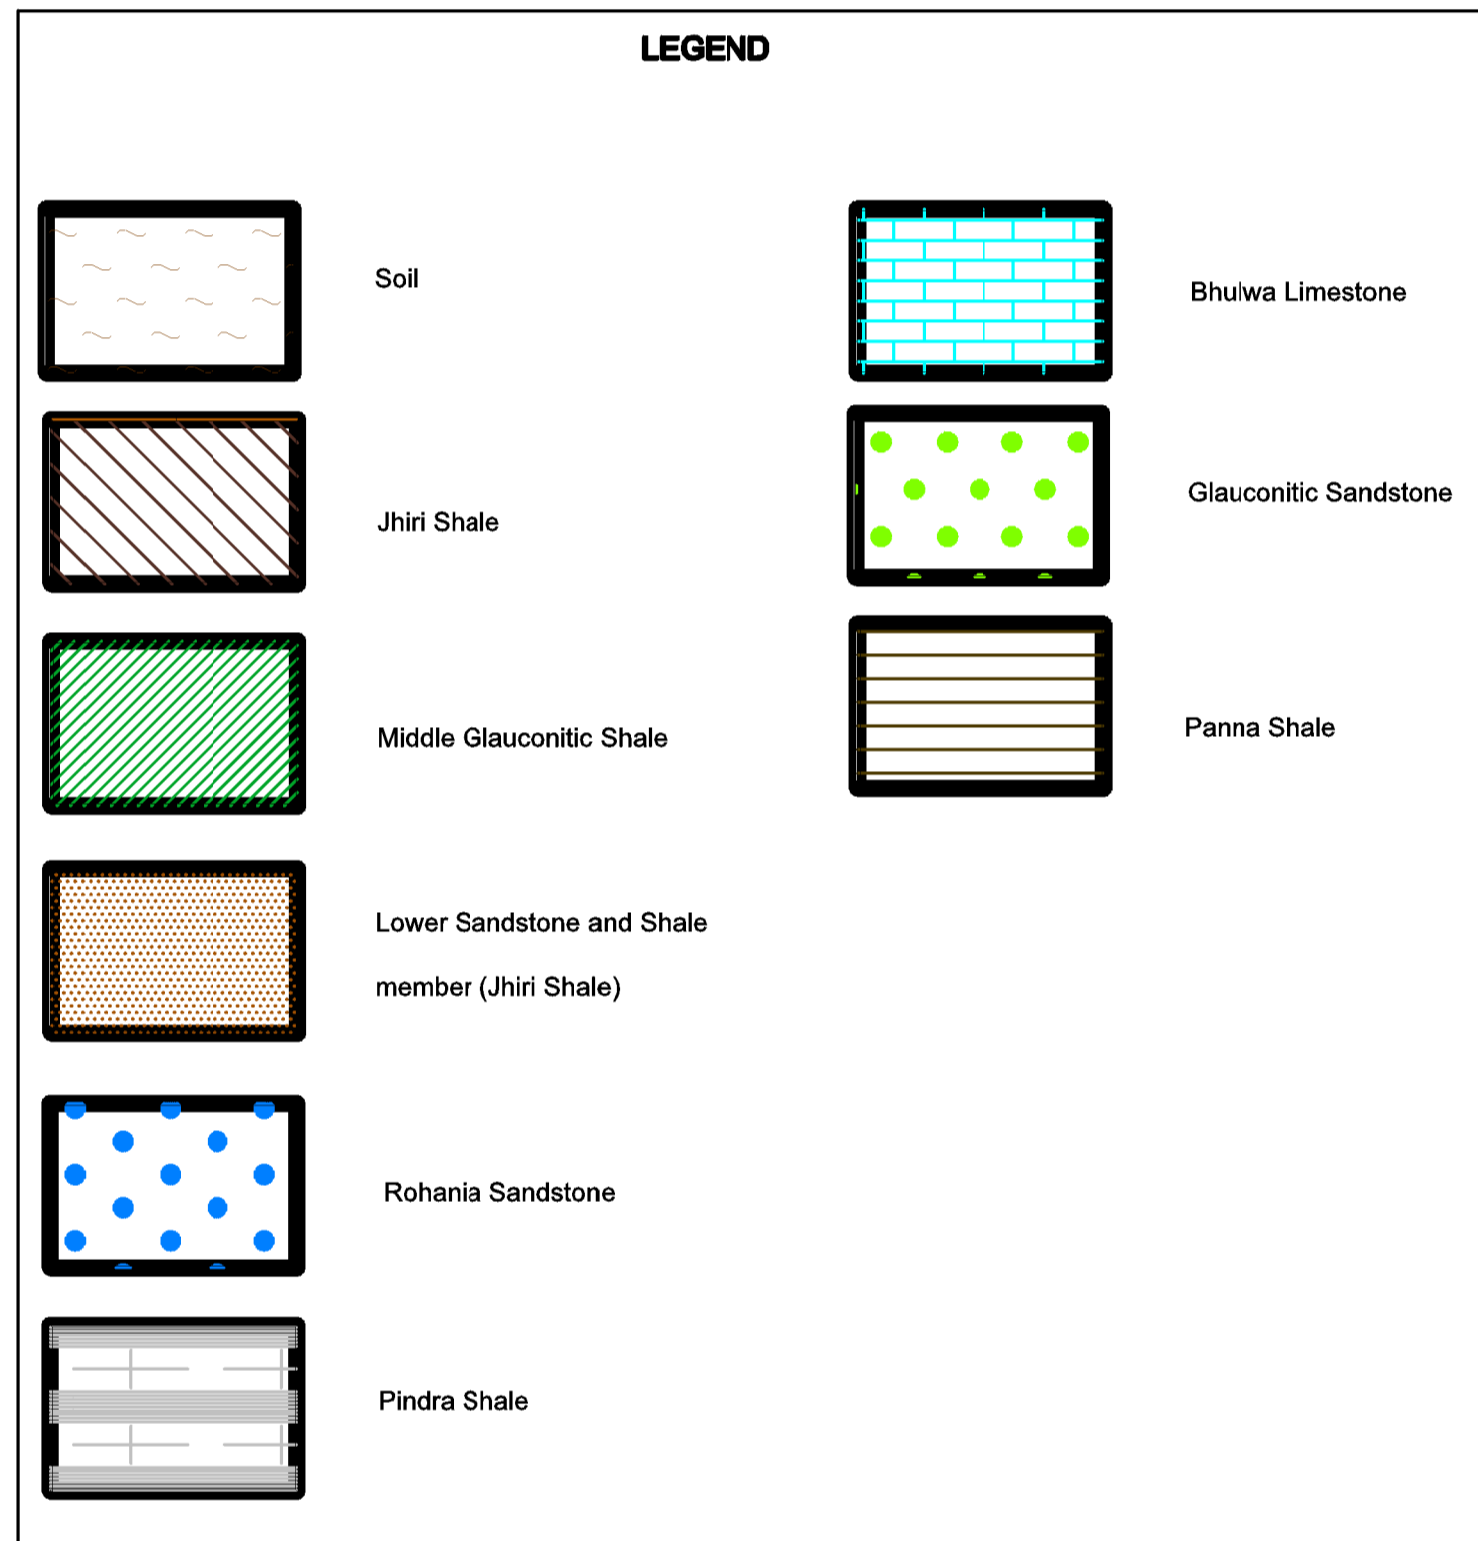 LEGEND
Soil
Jhiri Shale
Middle Glauconitic Shale
Lower Sandstone and Shale
member (Jhiri Shale)
Rohania Sandstone
Pindra Shale
Bhulwa Limestone
Glauconitic Sandstone
Panna Shale